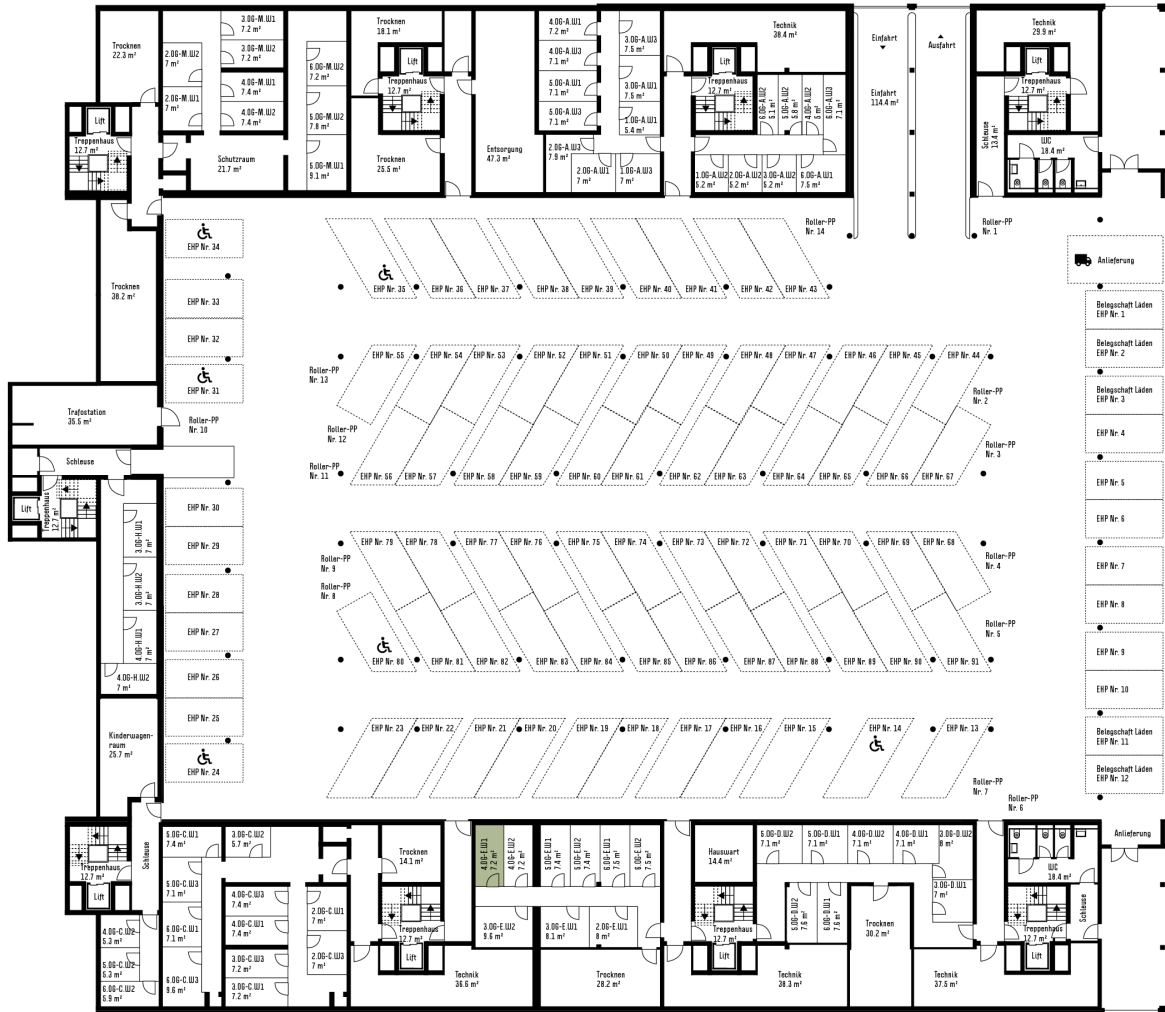 Trocknen
22.3 m²
2.OG-M.W2
7 m²
2.OG-M.W1
7 m²
3.OG-M.W1
7.2 m²
3.OG-M.W2
7.2 m²
4.OG-M.W1
7.4 m²
4.OG-M.W2
7.4 m²
6.OG-M.W2
7.2 m²
5.OG-M.W2
7.8 m²
5.OG-M.W1
9.1 m²
Schutzraum
21.7 m²
Lift
Treppenhaus
12.7 m²
Trocknen
18.1 m²
Lift
Treppenhaus
12.7 m²
Trocknen
25.5 m²
Entsorgung
47.3 m²
4.OG-A.W2
7.2 m²
4.OG-A.W3
7.1 m²
5.OG-A.W1
7.1 m²
5.OG-A.W3
7.1 m²
3.OG-A.W3
7.5 m²
3.OG-A.W1
7.5 m²
1.OG-A.W1
5.4 m²
2.OG-A.W3
7.9 m²
2.OG-A.W1
7 m²
1.OG-A.W3
7 m²
Technik
38.4 m²
Lift
Treppenhaus
12.7 m²
6.OG-A.W2
5.1 m²
5.OG-A.W2
5.8 m²
4.OG-A.W2
5 m²
6.OG-A.W3
7.1 m²
1.OG-A.W2
5.2 m²
2.OG-A.W2
5.2 m²
3.OG-A.W2
5.2 m²
6.OG-A.W1
7.5 m²
Einfahrt
Ausfahrt
Einfahrt
114.4 m²
Technik
29.9 m²
Lift
Treppenhaus
12.7 m²
Schleuse
13.4 m²
WC
18.4 m²
Roller-PP
Nr. 14
Roller-PP
Nr. 1
Anlieferung
EHP Nr. 34
EHP Nr. 35
EHP Nr. 36
EHP Nr. 37
EHP Nr. 38
EHP Nr. 39
EHP Nr. 40
EHP Nr. 41
EHP Nr. 42
EHP Nr. 43
Trocknen
38.2 m²
EHP Nr. 33
EHP Nr. 32
EHP Nr. 31
Belegschaft Läden
EHP Nr. 1
Belegschaft Läden
EHP Nr. 2
Belegschaft Läden
EHP Nr. 3
EHP Nr. 4
EHP Nr. 55
EHP Nr. 54
EHP Nr. 53
EHP Nr. 52
EHP Nr. 51
EHP Nr. 50
EHP Nr. 49
EHP Nr. 48
EHP Nr. 47
EHP Nr. 46
EHP Nr. 45
EHP Nr. 44
Roller-PP
Nr. 13
Roller-PP
Nr. 2
Trafostation
35.5 m²
Roller-PP
Nr. 10
Roller-PP
Nr. 12
Roller-PP
Nr. 3
Roller-PP
Nr. 11
EHP Nr. 56
EHP Nr. 57
EHP Nr. 58
EHP Nr. 59
EHP Nr. 60
EHP Nr. 61
EHP Nr. 62
EHP Nr. 63
EHP Nr. 64
EHP Nr. 65
EHP Nr. 66
EHP Nr. 67
Schleuse
Lift
Treppenhaus
12.7 m²
EHP Nr. 30
EHP Nr. 29
EHP Nr. 28
EHP Nr. 27
EHP Nr. 26
EHP Nr. 25
EHP Nr. 24
3.OG-H.W1
7 m²
3.OG-H.W2
7 m²
4.OG-H.W1
7 m²
4.OG-H.W2
7 m²
Kinderwagen-
raum
25.7 m²
EHP Nr. 5
EHP Nr. 6
EHP Nr. 7
EHP Nr. 8
EHP Nr. 9
EHP Nr. 10
Belegschaft Läden
EHP Nr. 11
Belegschaft Läden
EHP Nr. 12
EHP Nr. 79
EHP Nr. 78
EHP Nr. 77
EHP Nr. 76
EHP Nr. 75
EHP Nr. 74
EHP Nr. 73
EHP Nr. 72
EHP Nr. 71
EHP Nr. 70
EHP Nr. 69
EHP Nr. 68
Roller-PP
Nr. 9
Roller-PP
Nr. 4
Roller-PP
Nr. 8
Roller-PP
Nr. 5
EHP Nr. 80
EHP Nr. 81
EHP Nr. 82
EHP Nr. 83
EHP Nr. 84
EHP Nr. 85
EHP Nr. 86
EHP Nr. 87
EHP Nr. 88
EHP Nr. 89
EHP Nr. 90
EHP Nr. 91
EHP Nr. 23
EHP Nr. 22
EHP Nr. 21
EHP Nr. 20
EHP Nr. 19
EHP Nr. 18
EHP Nr. 17
EHP Nr. 16
EHP Nr. 15
EHP Nr. 14
EHP Nr. 13
Roller-PP
Nr. 7
Roller-PP
Nr. 6
Treppenhaus
12.7 m²
Lift
Schleuse
5.OG-C.W1
7.4 m²
3.OG-C.W2
5.7 m²
5.OG-C.W3
7.1 m²
6.OG-C.W1
7.1 m²
6.OG-C.W3
9.6 m²
4.OG-C.W2
5.3 m²
5.OG-C.W2
5.3 m²
6.OG-C.W2
5.9 m²
4.OG-C.W3
7.4 m²
4.OG-C.W1
7.4 m²
3.OG-C.W3
7.2 m²
3.OG-C.W1
7.2 m²
2.OG-C.W1
7 m²
2.OG-C.W3
7 m²
Trocknen
14.1 m²
Treppenhaus
12.7 m²
Lift
Technik
36.6 m²
4.OG-E.W1
7.2 m²
4.OG-E.W2
7.2 m²
5.OG-E.W1
7.4 m²
5.OG-E.W2
7.4 m²
6.OG-E.W1
7.5 m²
6.OG-E.W2
7.5 m²
3.OG-E.W2
9.6 m²
3.OG-E.W1
8.1 m²
2.OG-E.W1
8 m²
Trocknen
28.2 m²
Hauswart
14.4 m²
Treppenhaus
12.7 m²
Lift
Technik
38.3 m²
5.OG-D.W2
7.1 m²
5.OG-D.W1
7.1 m²
4.OG-D.W2
7.1 m²
4.OG-D.W1
7.1 m²
3.OG-D.W2
8 m²
3.OG-D.W1
7 m²
6.OG-D.W2
7.6 m²
6.OG-D.W1
7.6 m²
Trocknen
30.2 m²
Technik
37.5 m²
WC
18.4 m²
Schleuse
Treppenhaus
12.7 m²
Lift
Anlieferung